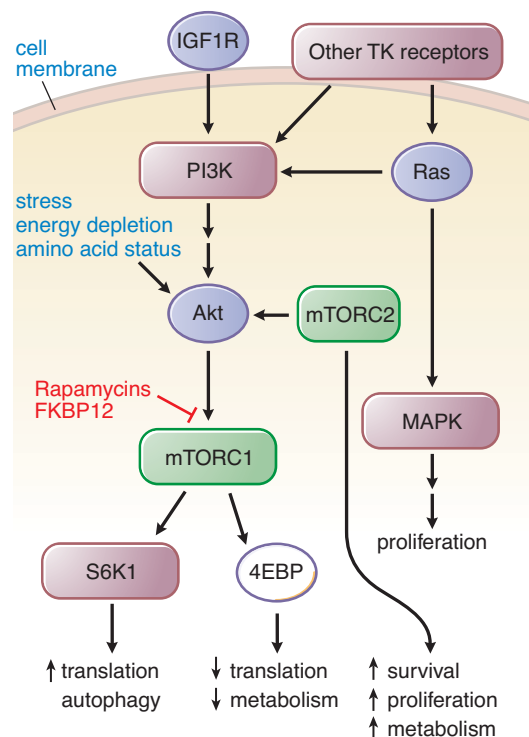 IGF1R
Other TK receptors
cell
membrane
PI3K
Ras
stress
energy depletion
amino acid status
Akt
mTORC2
Rapamycins
FKBP12
mTORC1
MAPK
proliferation
S6K1
4EBP
↑ translation
autophagy
↓ translation
↓ metabolism
↑ survival
↑ proliferation
↑ metabolism